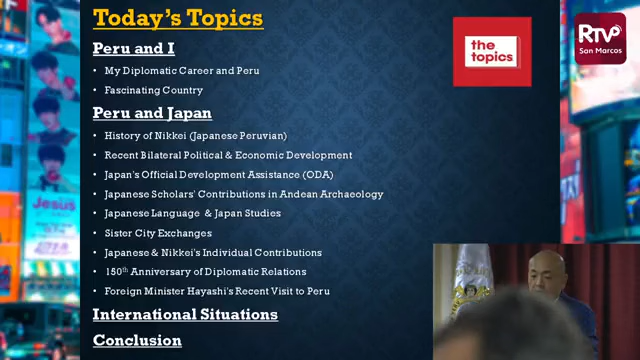 Today's Topics
the
topics
RTVP
San Marcos
Peru and I
• My Diplomatic Career and Peru
• Fascinating Country
Peru and Japan
• History of Nikkei (Japanese Peruvian)
• Recent Bilateral Political & Economic Development
• Japan's Official Development Assistance (ODA)
• Japanese Scholars' Contributions in Andean Archaeology
• Japanese Language & Japan Studies
• Sister City Exchanges
• Japanese & Nikkei's Individual Contributions
• 150th Anniversary of Diplomatic Relations
• Foreign Minister Hayashi's Recent Visit to Peru
International Situations
Conclusion
Jesus